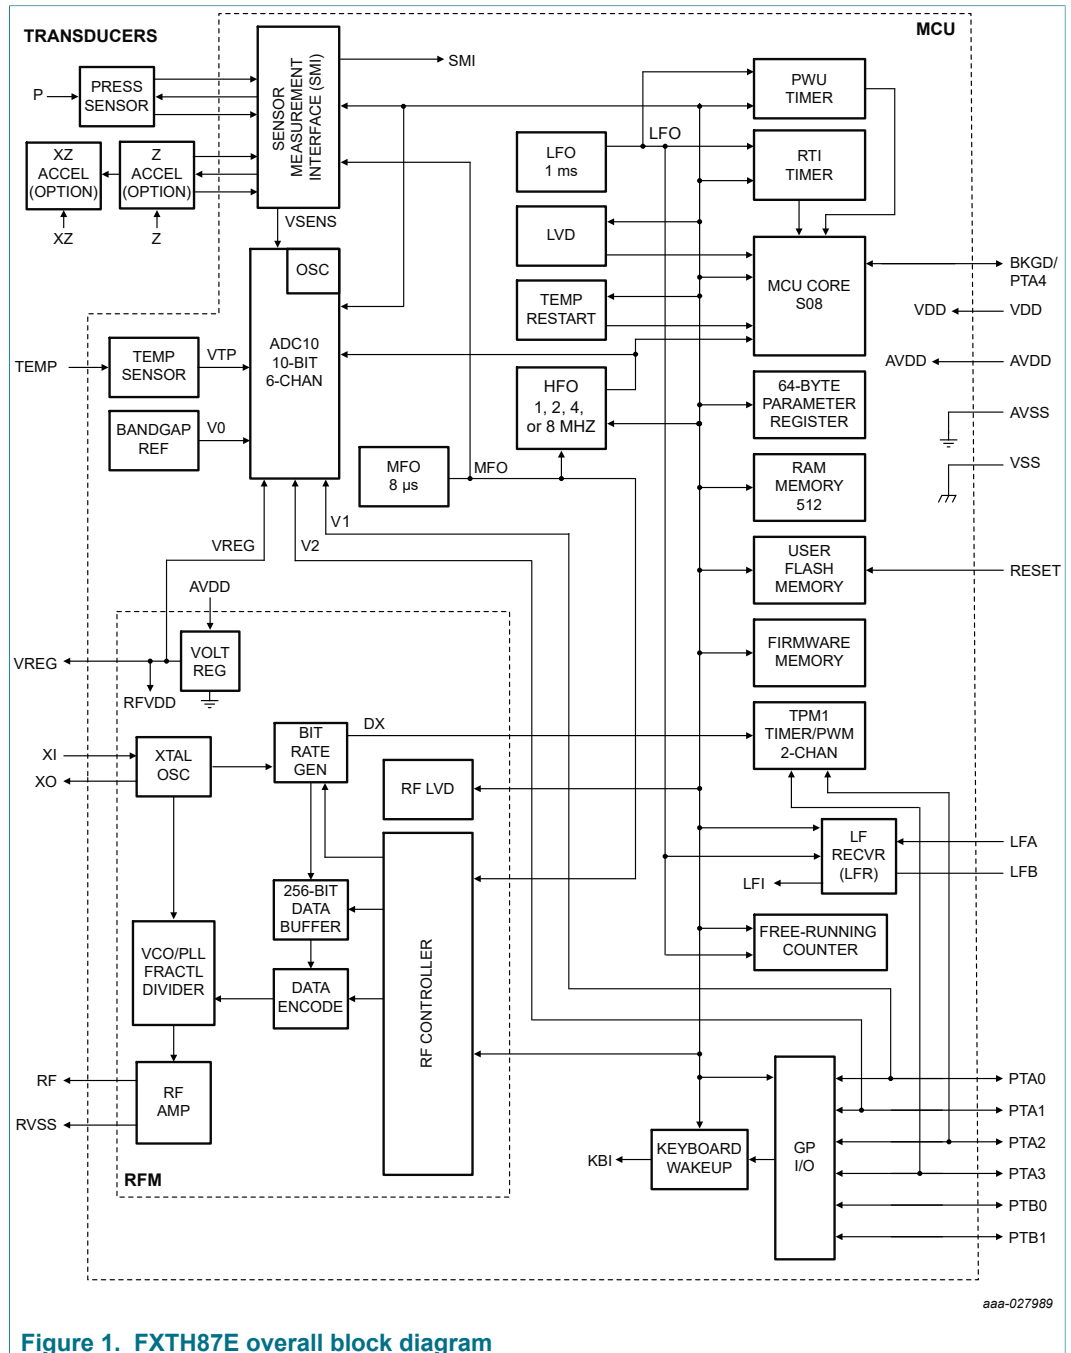 TRANSDUCERS
MCU
P
PRESS
SENSOR
SENSOR
MEASUREMENT
INTERFACE (SMI)
SMI
PWU
TIMER
LFO
LFO
1 ms
RTI
TIMER
XZ
ACCEL
(OPTION)
Z
ACCEL
(OPTION)
XZ
Z
VSENS
LVD
OSC
ADC10
10-BIT
6-CHAN
MCU CORE
S08
BKGD/
PTA4
TEMP
RESTART
VDD
VDD
TEMP
TEMP
SENSOR
VTP
AVDD
AVDD
HFO
1, 2, 4,
or 8 MHZ
64-BYTE
PARAMETER
REGISTER
AVSS
BANDGAP
REF
V0
MFO
8 µs
MFO
RAM
MEMORY
512
VSS
V1
VREG
V2
USER
FLASH
MEMORY
RESET
AVDD
VOLT
REG
VREG
RFVDD
FIRMWARE
MEMORY
DX
TPM1
TIMER/PWM
2-CHAN
XI
XO
XTAL
OSC
BIT
RATE
GEN
RF LVD
LF
RECVR
(LFR)
LFA
LFB
LFI
256-BIT
DATA
BUFFER
RF CONTROLLER
FREE-RUNNING
COUNTER
VCO/PLL
FRACTL
DIVIDER
DATA
ENCODE
RF
RF
AMP
RVSS
RFM
KBI
KEYBOARD
WAKEUP
GP
I/O
PTA0
PTA1
PTA2
PTA3
PTB0
PTB1
aaa-027989
Figure 1. FXTH87E overall block diagram